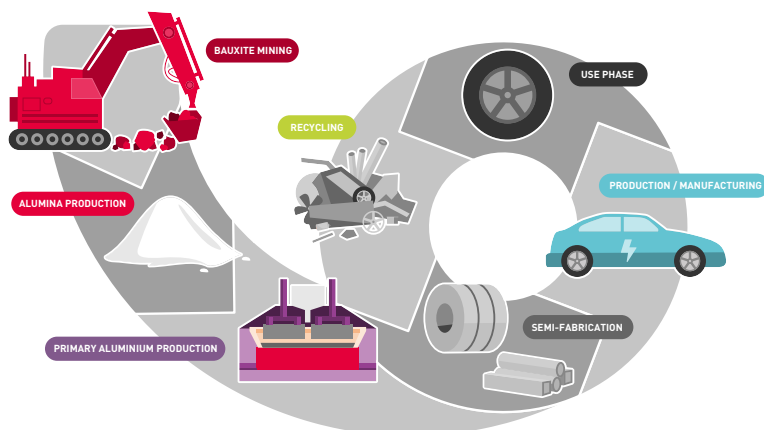 BAUXITE MINING
USE PHASE
RECYCLING
PRODUCTION / MANUFACTURING
ALUMINA PRODUCTION
SEMI-FABRICATION
PRIMARY ALUMINIUM PRODUCTION